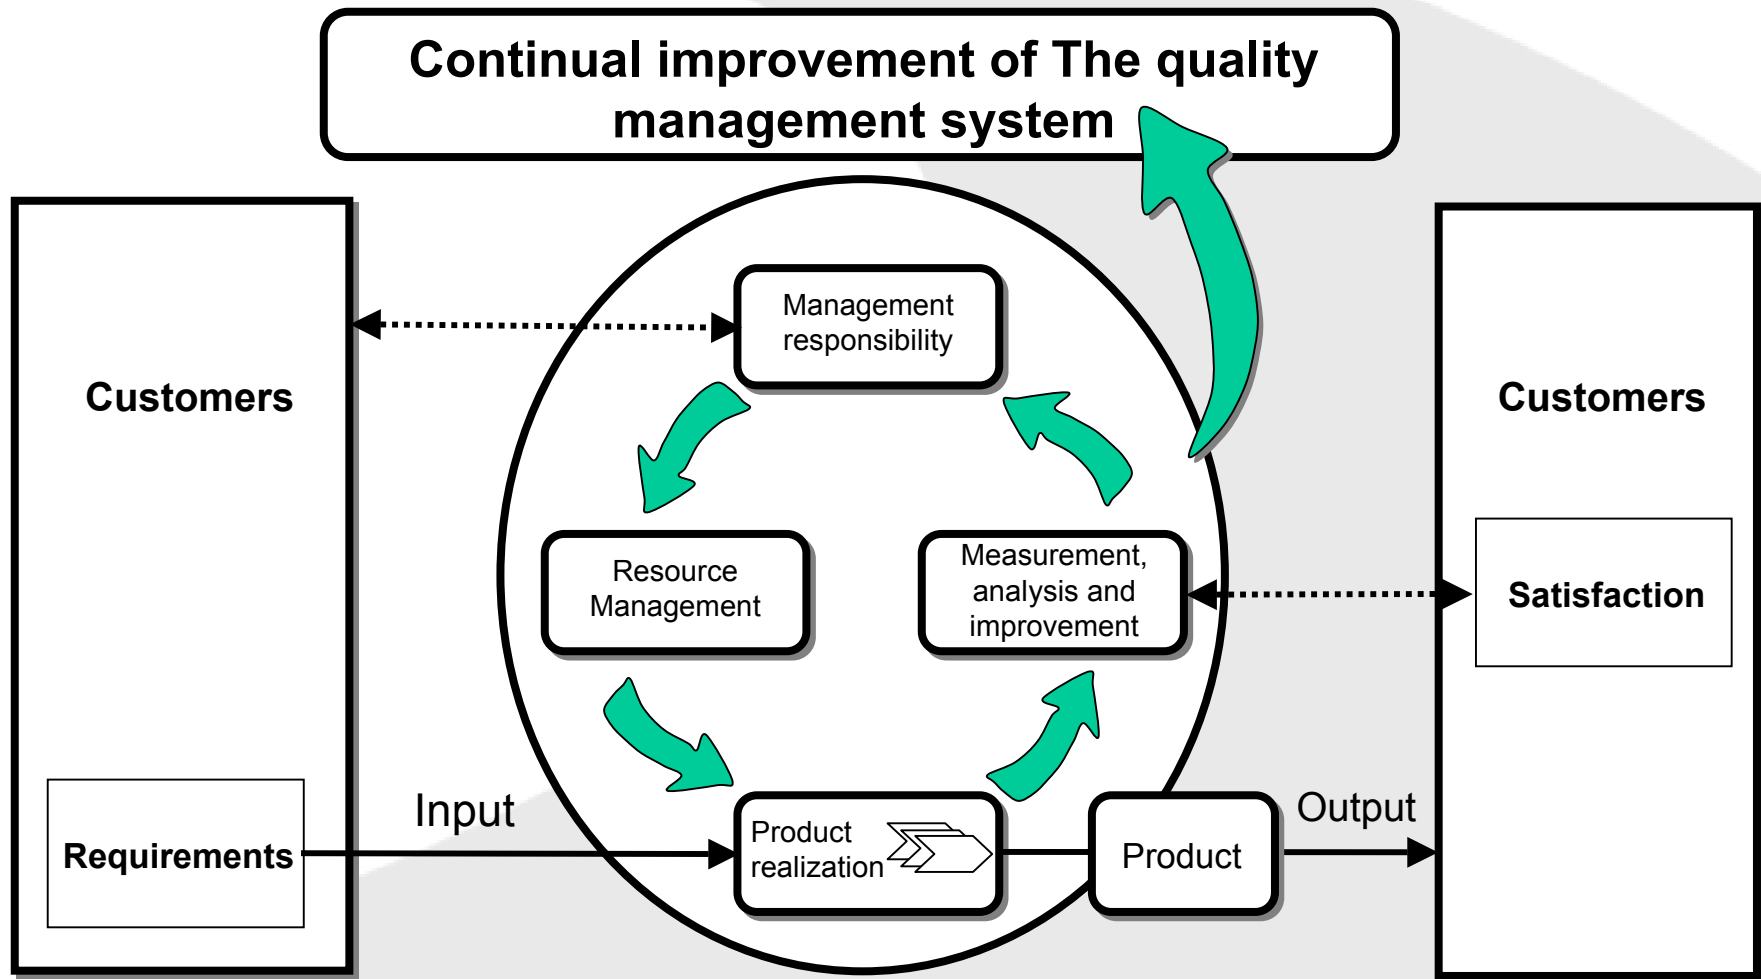 Continual improvement of The quality
management system
Management
responsibility
Customers
Customers
Resource
Management
Measurement,
analysis and
improvement
Satisfaction
Input
Product
realization
Product
Output
Requirements